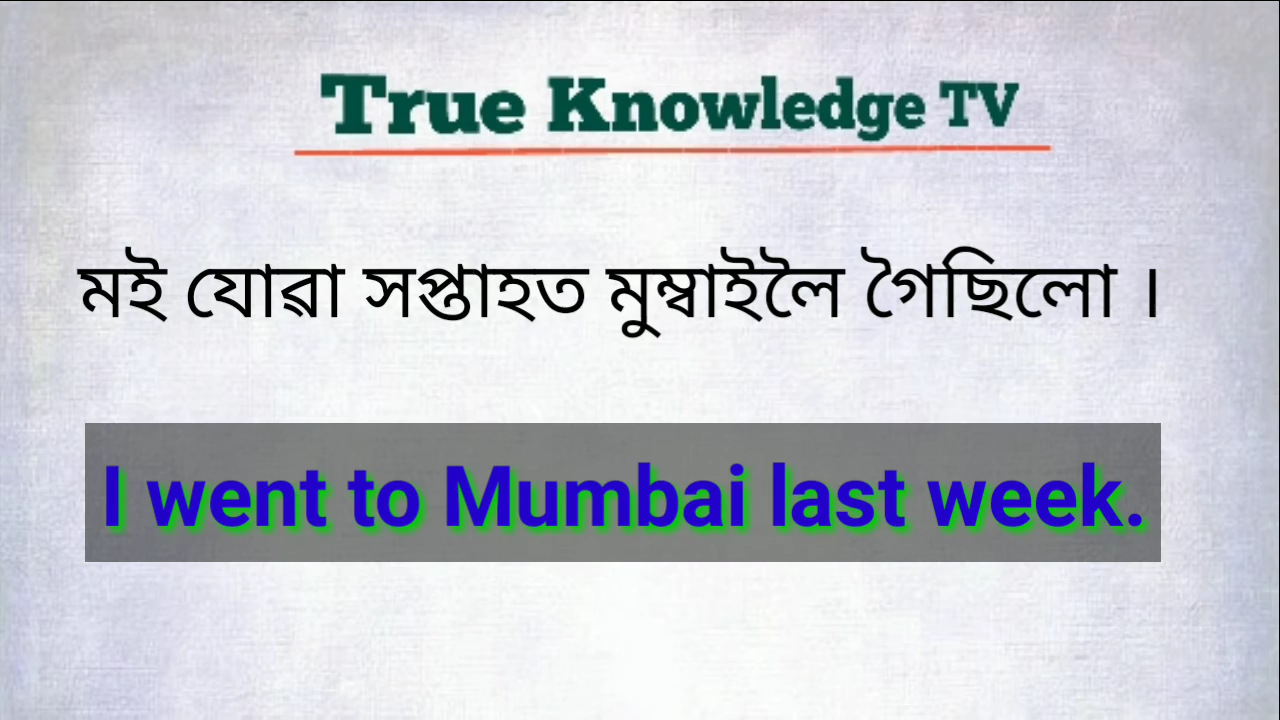 True Knowledge TV
মই যোৱা সপ্তাহত মুম্বাইলৈ গৈছিলো ।
I went to Mumbai last week.